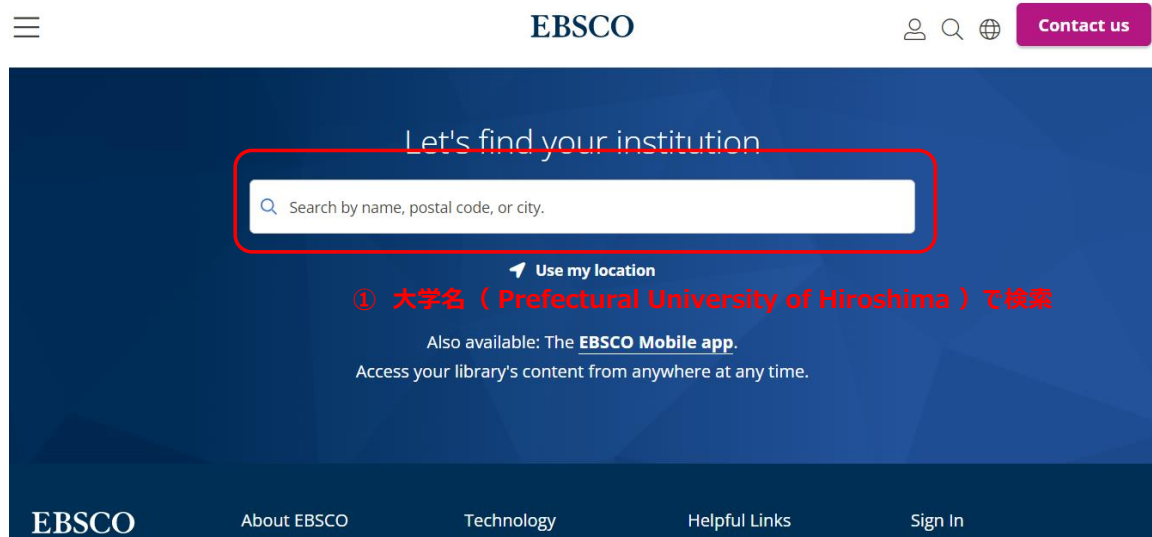 EBSCO
Contact us
Let's find your institution
Search by name, postal code, or city.
Use my location
① 大学名（ Prefectural University of Hiroshima ）で検索
Also available: The EBSCO Mobile app.
Access your library's content from anywhere at any time.
EBSCO About EBSCO Technology Helpful Links Sign In